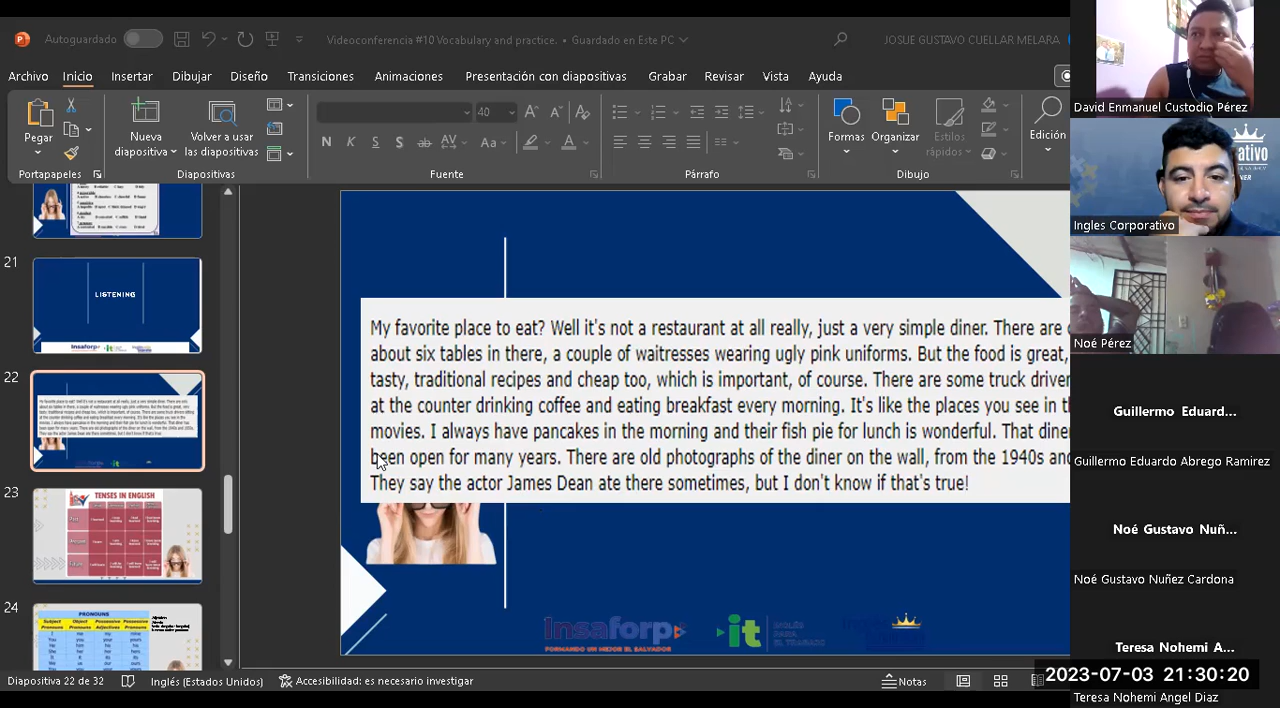 Autoguardado
Videoconferencia #10 Vocabulary and practice. • Guardado en Este PC
JOSUE GUSTAVO CUELLAR MELARA
Archivo Inicio Insertar Dibujar Diseño Transiciones Animaciones Presentación con diapositivas Grabar Revisar Vista Ayuda
Pegar
Nueva diapositiva
Volver a usar las diapositivas
40
N K S S ab AV Aa A
Formas
Organizar
Estilos rápidos
Edición
Portapapeles Diapositivas Fuente Párrafo Dibujo
21
LISTENING
22
23
TENSES IN ENGLISH
24
PRONOUNS
My favorite place to eat? Well it's not a restaurant at all really, just a very simple diner. There are
about six tables in there, a couple of waitresses wearing ugly pink uniforms. But the food is great,
tasty, traditional recipes and cheap too, which is important, of course. There are some truck driver
at the counter drinking coffee and eating breakfast every morning. It's like the places you see in
movies. I always have pancakes in the morning and their fish pie for lunch is wonderful. That diner
been open for many years. There are old photographs of the diner on the wall, from the 1940s and
They say the actor James Dean ate there sometimes, but I don't know if that's true!
Insaforp
FORMANDO UN MEJOR EL SALVADOR
it
INGLÉS
PARA
EL TRABAJO
Diapositiva 22 de 32
Inglés (Estados Unidos)
Accesibilidad: es necesario investigar
Notas
David Enmanuel Custodio Pérez
ativo
Ingles Corporativo
Noé Pérez
Guillermo Eduard...
Guillermo Eduardo Abrego Ramirez
Noé Gustavo Nuñ...
Noé Gustavo Nuñez Cardona
Teresa Nohemi A...
2023-07-03 21:30:20
Teresa Nohemi Angel Diaz